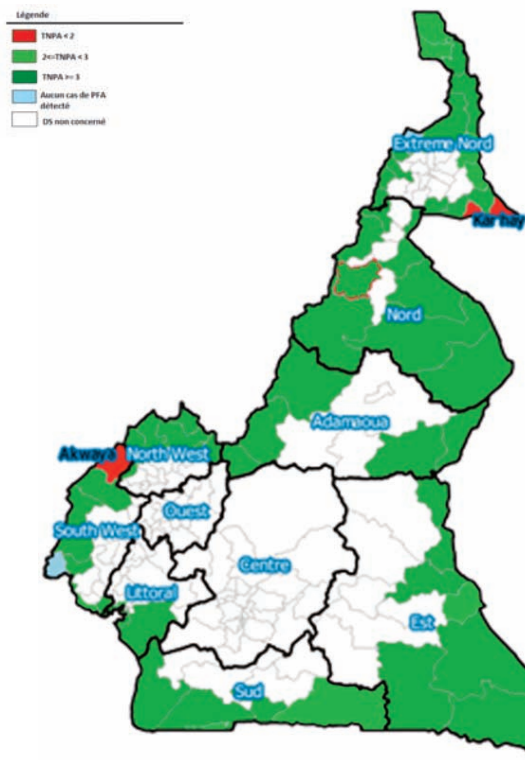 Légende
TNPA < 2
2<=TNPA < 3
TNPA >= 3
Aucun cas de PFA
détecté
DS non concerné
Extreme Nord
Kar hay
Nord
Adamaoua
Akwaya
North West
Ouest
South West
Centre
Littoral
Est
Sud